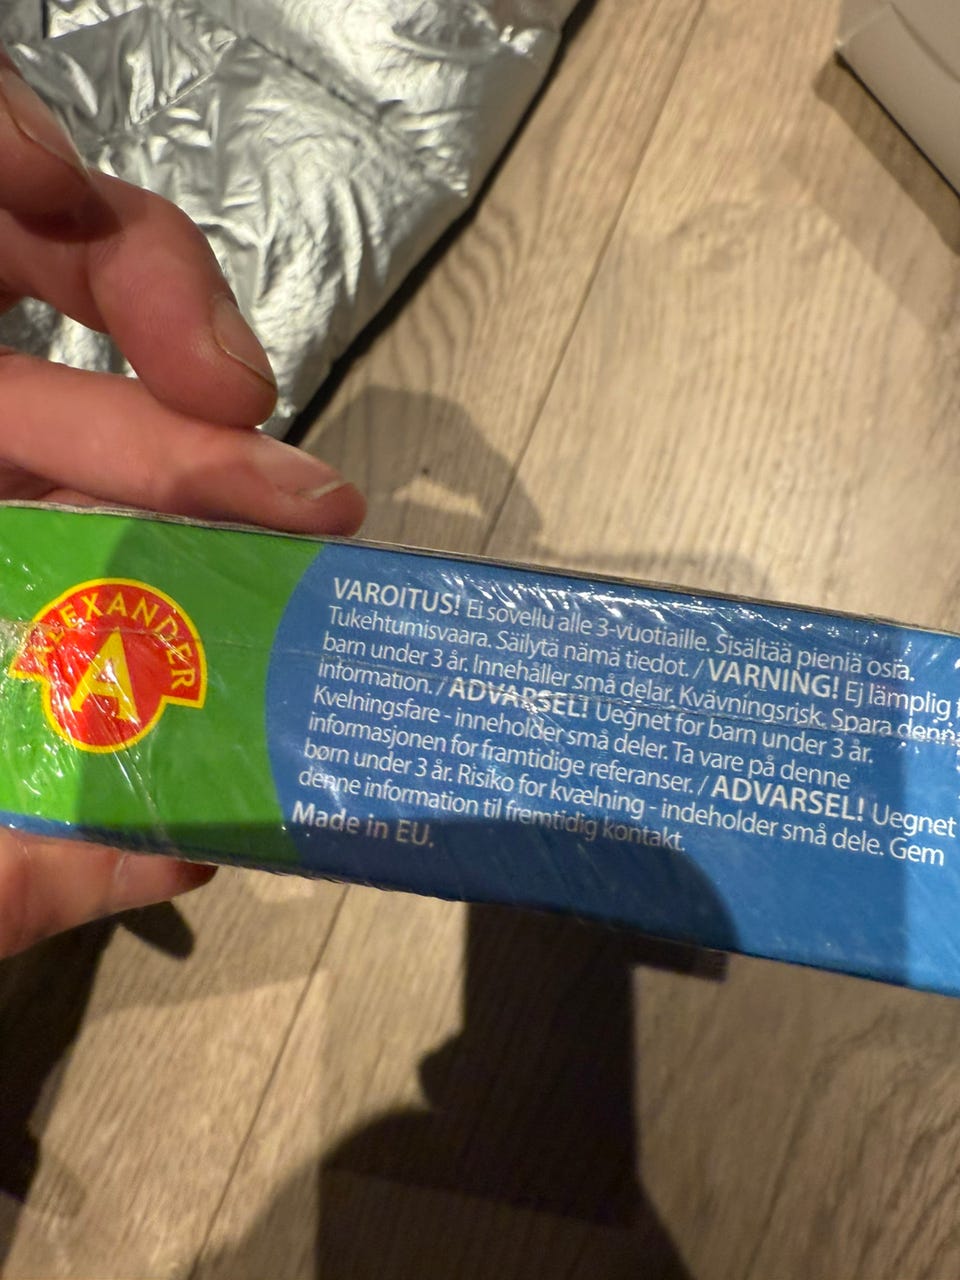 ALEXANDER
A
VAROITUS! Ei sovellu alle 3-vuotiaille. Sisältää pieniä osia.
Tukehtumisvaara. Säilytä nämä tiedot. / VARNING! Ej lämplig
barn under 3 år. Innehåller små delar. Kvävningsrisk. Spara denna
information. / ADVARSEL! Uegnet for barn under 3 år.
Kvelningsfare - inneholder små deler. Ta vare på denne
informasjonen for framtidige referanser. / ADVARSEL! Uegnet
børn under 3 år. Risiko for kvælning - indeholder små dele. Gem
denne information til fremtidig kontakt.
Made in EU.